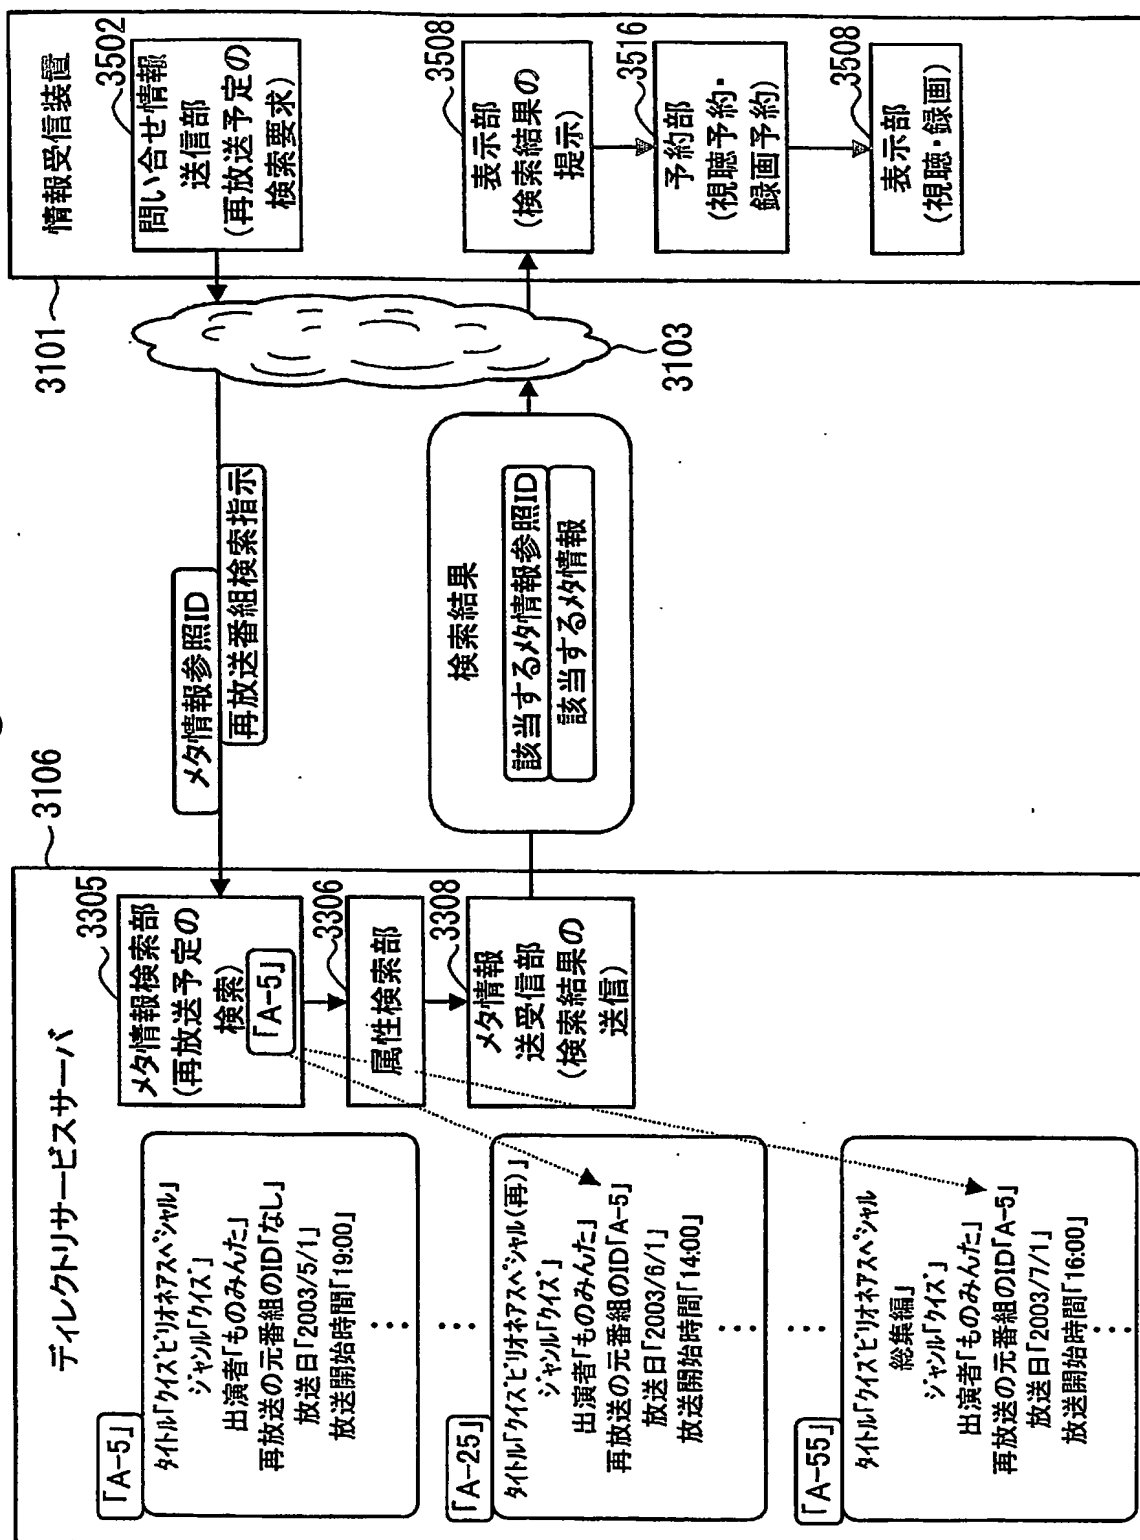 ディレクトリサービスサーバ
3106
「A-5」
タイトル「クイズビリオネアスペシャル」
ジャンル「クイズ」
出演者「ものみんた」
再放送の元番組のID「なし」
放送日「2003/5/1」
放送開始時間「19:00」
「A-25」
タイトル「クイズビリオネアスペシャル(再)」
ジャンル「クイズ」
出演者「ものみんた」
再放送の元番組のID「A-5」
放送日「2003/6/1」
放送開始時間「14:00」
「A-55」
タイトル「クイズビリオネアスペシャル
総集編」
ジャンル「クイズ」
出演者「ものみんた」
再放送の元番組のID「A-5」
放送日「2003/7/1」
放送開始時間「16:00」
3305
メタ情報検索部
(再放送予定の
検索)
「A-5」
3306
属性検索部
3308
メタ情報
送受信部
(検索結果の
送信)
メタ情報参照ID
再放送番組検索指示
検索結果
該当するメタ情報参照ID
該当するメタ情報
3103
3101
情報受信装置
3502
問い合せ情報
送信部
(再放送予定の
検索要求)
3508
表示部
(検索結果の
提示)
3516
予約部
(視聴予約・
録画予約)
3508
表示部
(視聴・録画)